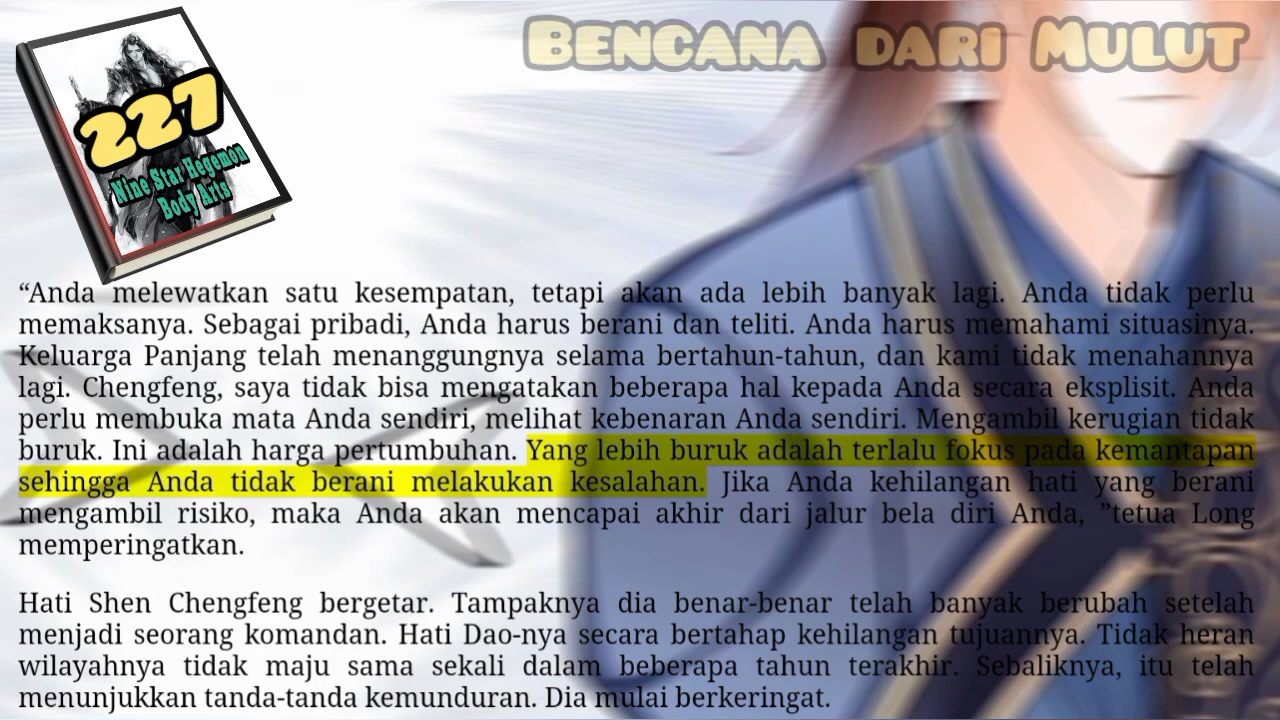 Bencana dari Mulut
227
Nine Star Hegemon
Body Arts
“Anda melewatkan satu kesempatan, tetapi akan ada lebih banyak lagi. Anda tidak perlu
memaksanya. Sebagai pribadi, Anda harus berani dan teliti. Anda harus memahami situasinya.
Keluarga Panjang telah menanggungnya selama bertahun-tahun, dan kami tidak menahannya
lagi. Chengfeng, saya tidak bisa mengatakan beberapa hal kepada Anda secara eksplisit. Anda
perlu membuka mata Anda sendiri, melihat kebenaran Anda sendiri. Mengambil kerugian tidak
buruk. Ini adalah harga pertumbuhan. Yang lebih buruk adalah terlalu fokus pada kemantapan
sehingga Anda tidak berani melakukan kesalahan. Jika Anda kehilangan hati yang berani
mengambil risiko, maka Anda akan mencapai akhir dari jalur bela diri Anda, ”tetua Long
memperingatkan.
Hati Shen Chengfeng bergetar. Tampaknya dia benar-benar telah banyak berubah setelah
menjadi seorang komandan. Hati Dao-nya secara bertahap kehilangan tujuannya. Tidak heran
wilayahnya tidak maju sama sekali dalam beberapa tahun terakhir. Sebaliknya, itu telah
menunjukkan tanda-tanda kemunduran. Dia mulai berkeringat.